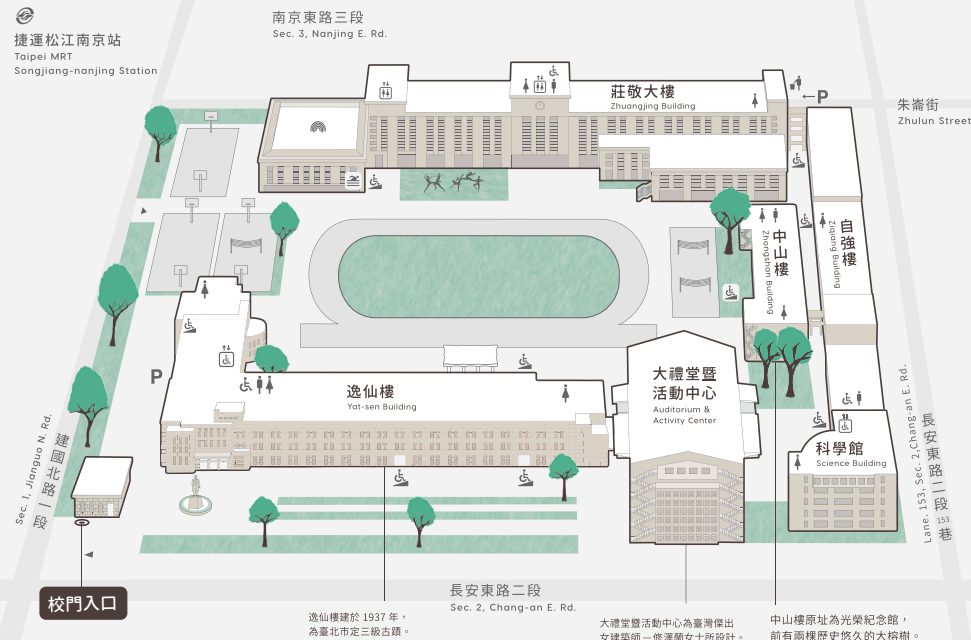 捷運松江南京站
Taipei MRT
Songjiang-nanjing Station
南京東路三段
Sec. 3, Nanjing E. Rd.
莊敬大樓
Zhuangjing Building
←P
朱崙街
Zhulun Street
中山樓
Zhongshan Building
自強樓
Ziqiang Building
P
逸仙樓
Yat-sen Building
大禮堂暨
活動中心
Auditorium &
Activity Center
科學館
Science Building
建國北路一段
Sec. 1, Jianguo N. Rd.
長安東路二段153巷
Lane. 153, Sec. 2,Chang-an E. Rd.
校門入口
長安東路二段
Sec. 2, Chang-an E. Rd.
逸仙樓建於 1937 年，
為臺北市定三級古蹟。
大禮堂暨活動中心為臺灣傑出
女建築師—修澤蘭女士所設計。
中山樓原址為光榮紀念館，
前有兩棵歷史悠久的大榕樹。